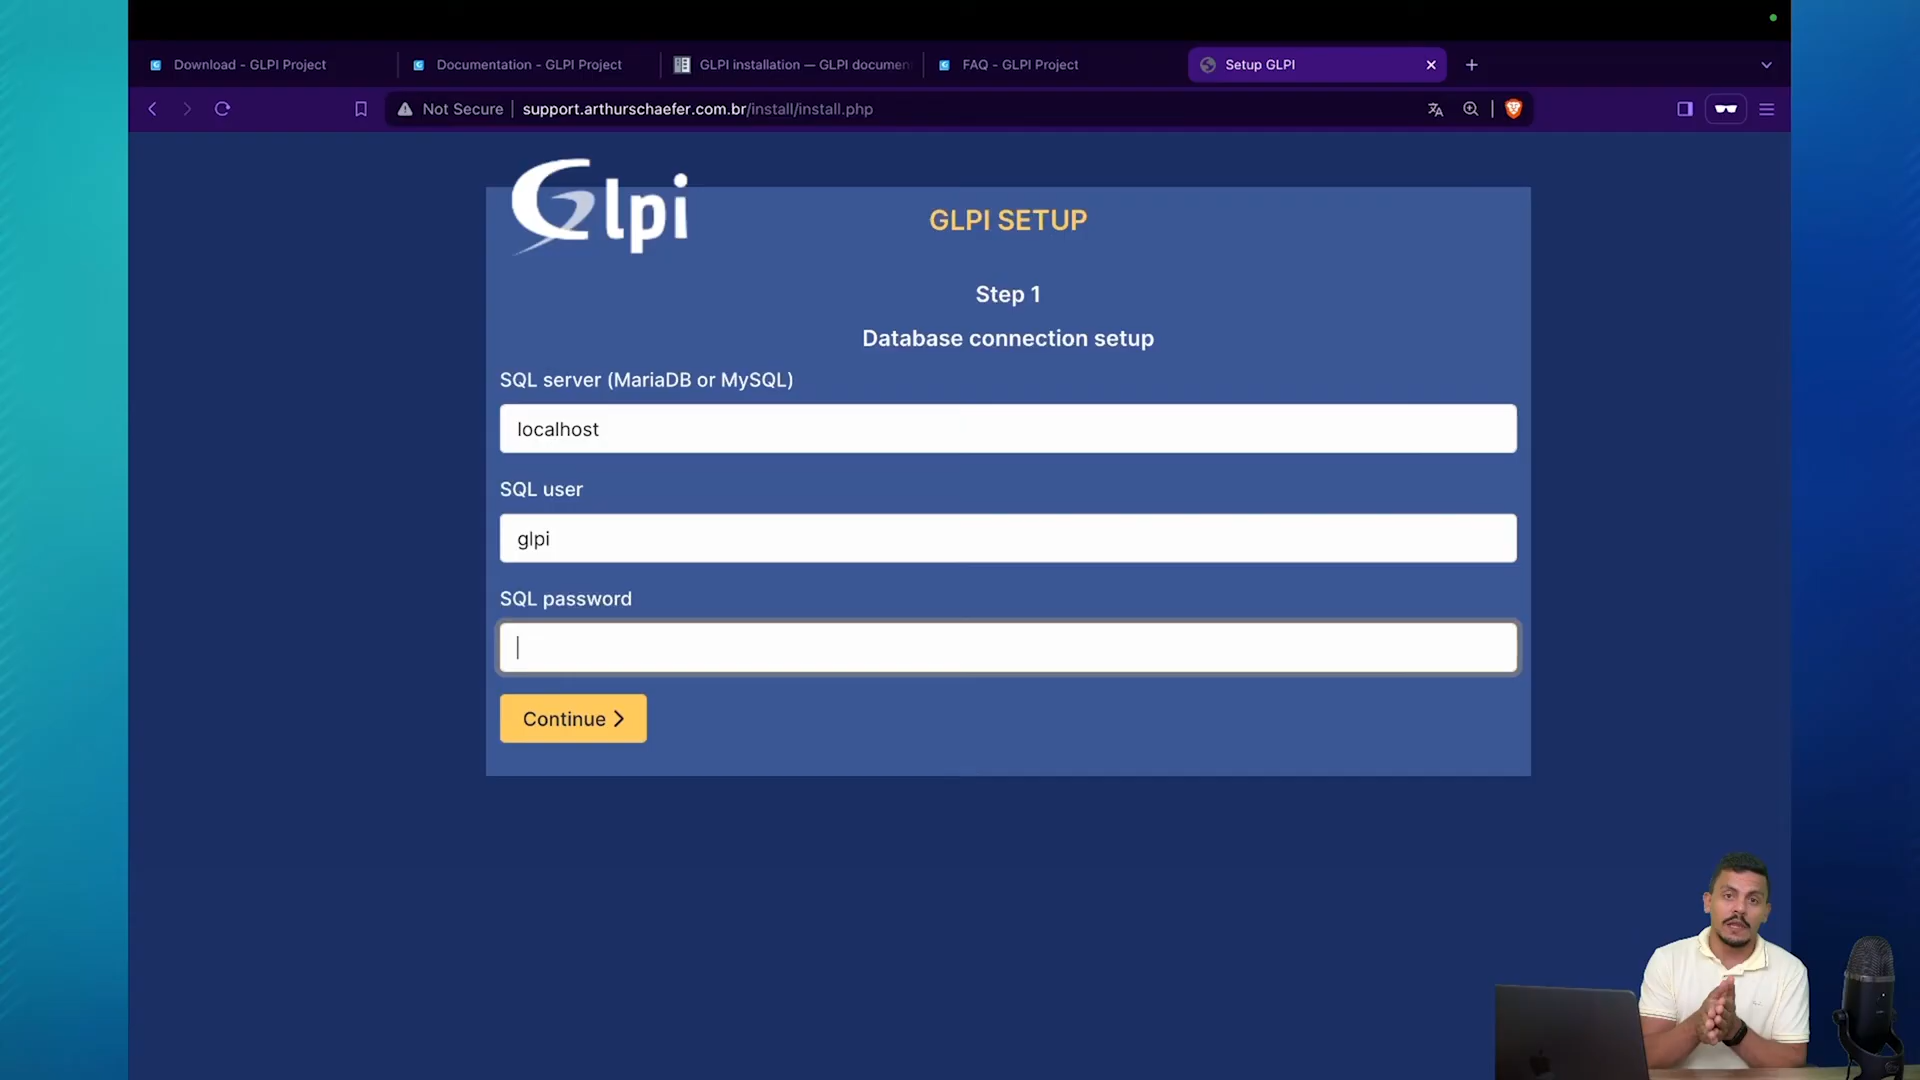 Download - GLPI Project
Documentation - GLPI Project
GLPI installation — GLPI documen
FAQ - GLPI Project
Setup GLPI
Not Secure
support.arthurschaefer.com.br/install/install.php
Glpi
GLPI SETUP
Step 1
Database connection setup
SQL server (MariaDB or MySQL)
localhost
SQL user
glpi
SQL password
Continue